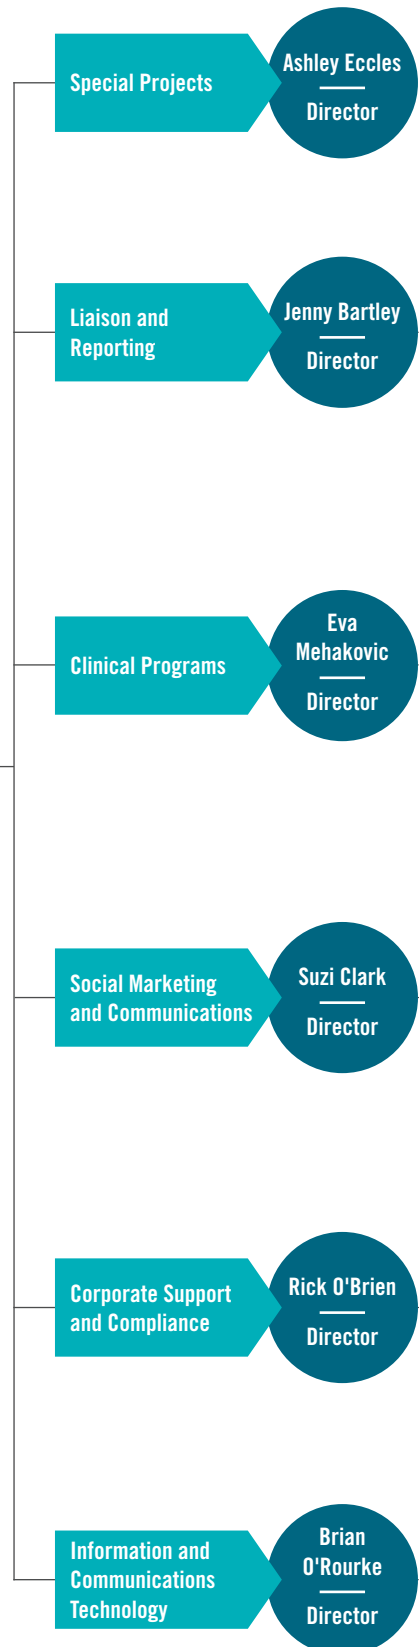 Special Projects
Ashley Eccles
Director
Liaison and
Reporting
Jenny Bartley
Director
Clinical Programs
Eva
Mehakovic
Director
Social Marketing
and Communications
Suzi Clark
Director
Corporate Support
and Compliance
Rick O'Brien
Director
Information and
Communications
Technology
Brian
O'Rourke
Director